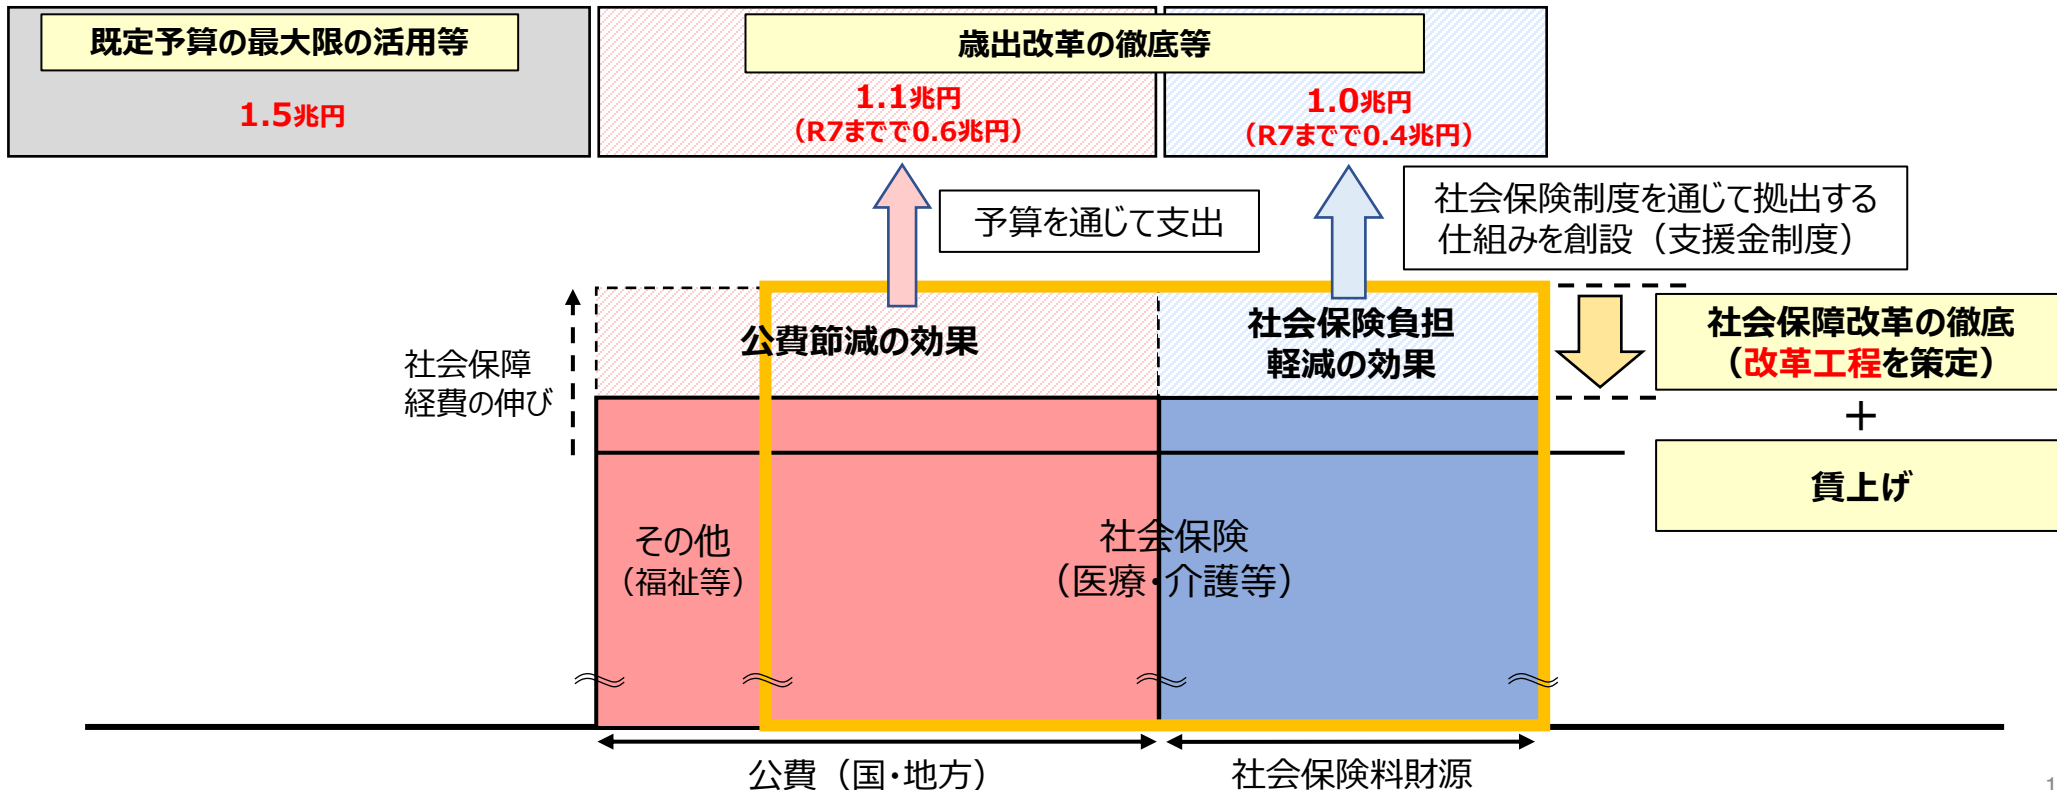 既定予算の最大限の活用等
1.5兆円
歳出改革の徹底等
1.1兆円
（R7までで0.6兆円）
1.0兆円
（R7までで0.4兆円）
予算を通じて支出
社会保険制度を通じて拠出する
仕組みを創設（支援金制度）
社会保障
経費の伸び
公費節減の効果
社会保険負担
軽減の効果
社会保障改革の徹底
（改革工程を策定）
＋
賃上げ
その他
（福祉等）
社会保険
（医療・介護等）
公費（国・地方）
社会保険料財源
1